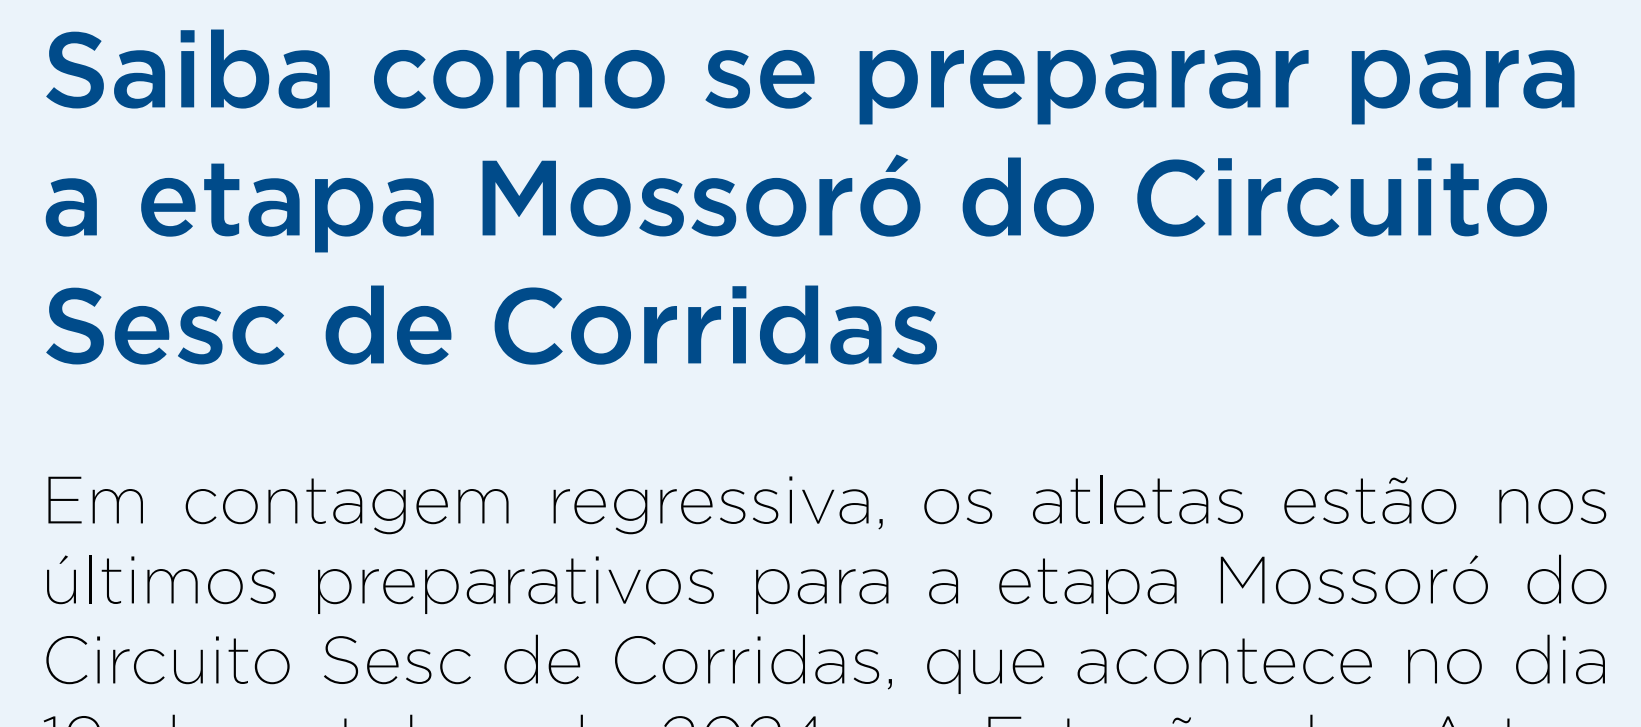 Saiba como se preparar para
a etapa Mossoró do Circuito
Sesc de Corridas
Em contagem regressiva, os atletas estão nos
últimos preparativos para a etapa Mossoró do
Circuito Sesc de Corridas, que acontece no dia